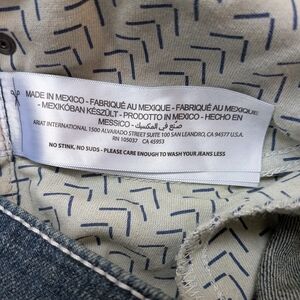 MADE IN MEXICO - FABRIQUÉ AU MEXIQUE - FABRIQUÉ AU MEXIQUE
- MEXIKÓBAN KÉSZÜLT - PRODOTTO IN MEXICO - HECHO EN
MESSICO - صنع في المكسيك
ARIAT INTERNATIONAL 1500 ALVARADO STREET SUITE 100 SAN LEANDRO, CA 94577 U.S.A.
RN 105037 CA 45953
NO STINK, NO SUDS - PLEASE CARE ENOUGH TO WASH YOUR JEANS LESS